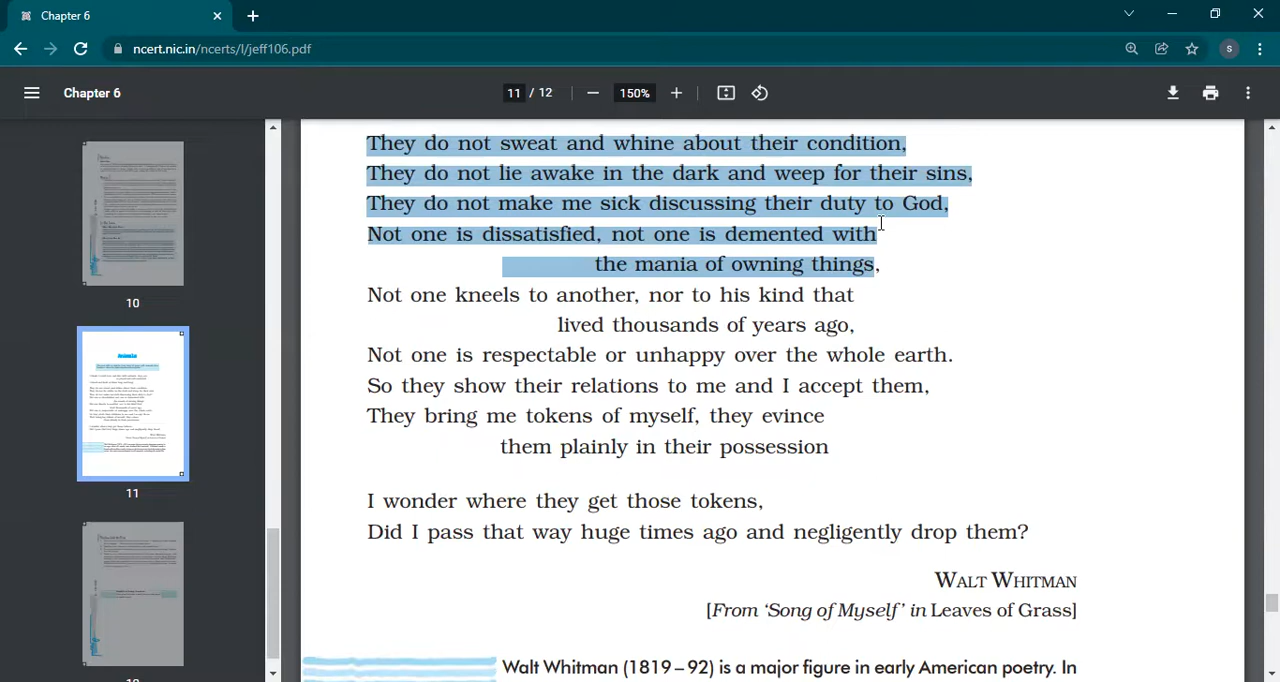 Chapter 6
ncert.nic.in/ncerts/l/jeff106.pdf
S
Chapter 6
11 / 12
150%
10
Animals
11
They do not sweat and whine about their condition,
They do not lie awake in the dark and weep for their sins,
They do not make me sick discussing their duty to God,
Not one is dissatisfied, not one is demented with
the mania of owning things,
Not one kneels to another, nor to his kind that
lived thousands of years ago,
Not one is respectable or unhappy over the whole earth.
So they show their relations to me and I accept them,
They bring me tokens of myself, they evince
them plainly in their possession
I wonder where they get those tokens,
Did I pass that way huge times ago and negligently drop them?
WALT WHITMAN
[From ‘Song of Myself’ in Leaves of Grass]
Walt Whitman (1819–92) is a major figure in early American poetry. In